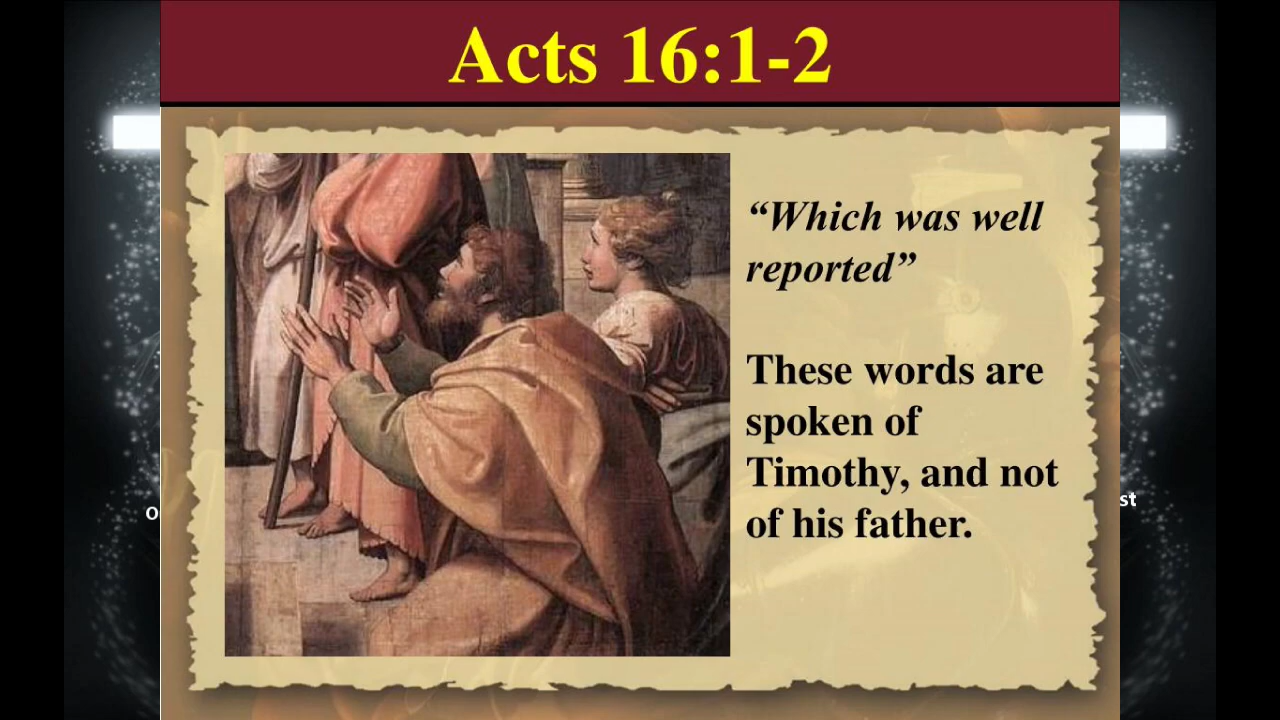 Acts 16:1-2
“Which was well
reported”
These words are
spoken of
Timothy, and not
of his father.
O
st